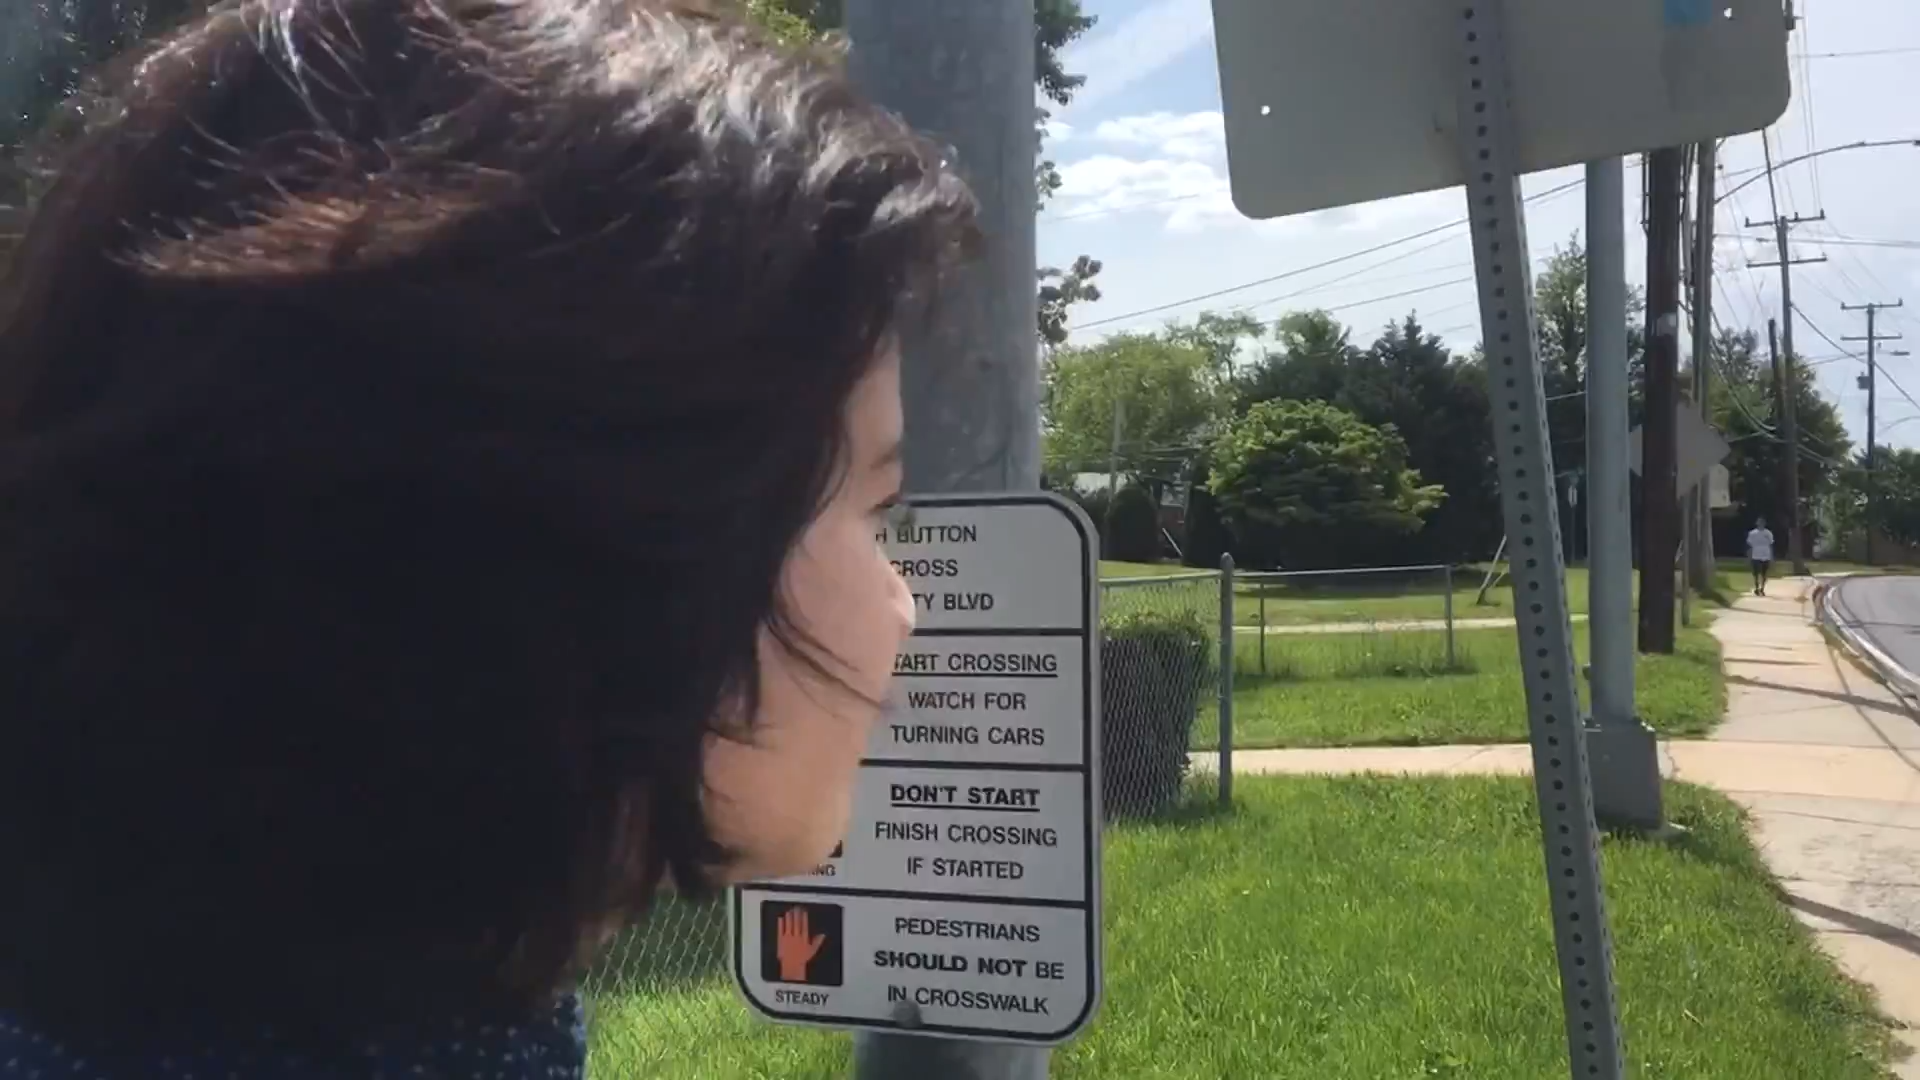 BUTTON
CROSS
BLVD
CROSSING
WATCH FOR
TURNING CARS
DON'T START
FINISH CROSSING
IF STARTED
PEDESTRIANS
SHOULD NOT BE
IN CROSSWALK
STEADY